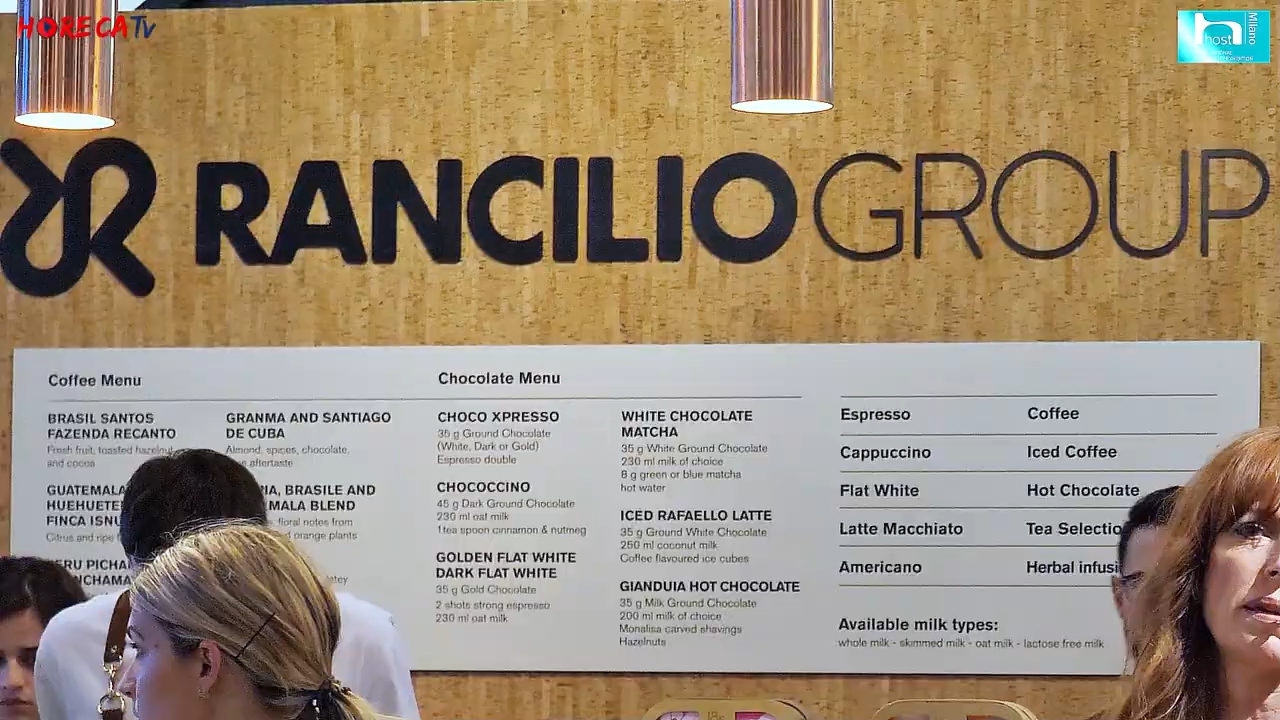 HORECATV
host
Milano
RANCILIO GROUP
Coffee Menu
BRASIL SANTOS
FAZENDA RECANTO
Fresh fruit, toasted hazelnut
and cocoa
GUATEMALA
FINCA
Citrus and ripe
GRANMA AND SANTIAGO
DE CUBA
Almond, spices, chocolate,
aftertaste
BRASILE AND
BLEND
floral notes from
orange plants
Chocolate Menu
CHOCO XPRESSO
35 g Ground Chocolate
(White, Dark or Gold)
Espresso double
CHOCOCCINO
45 g Dark Ground Chocolate
230 ml oat milk
1 tea spoon cinnamon & nutmeg
GOLDEN FLAT WHITE
DARK FLAT WHITE
35 g Gold Chocolate
2 shots strong espresso
230 ml oat milk
WHITE CHOCOLATE
MATCHA
35 g White Ground Chocolate
230 ml milk of choice
8 g green or blue matcha
hot water
ICED RAFAELLO LATTE
35 g Ground White Chocolate
250 ml coconut milk
Coffee flavoured ice cubes
GIANDUIA HOT CHOCOLATE
35 g Milk Ground Chocolate
200 ml milk of choice
Monalisa carved shavings
Hazelnuts
Espresso
Cappuccino
Flat White
Latte Macchiato
Americano
Coffee
Iced Coffee
Hot Chocolate
Tea Selectio
Herbal infusi
Available milk types:
whole milk - skimmed milk - oat milk - lactose free milk